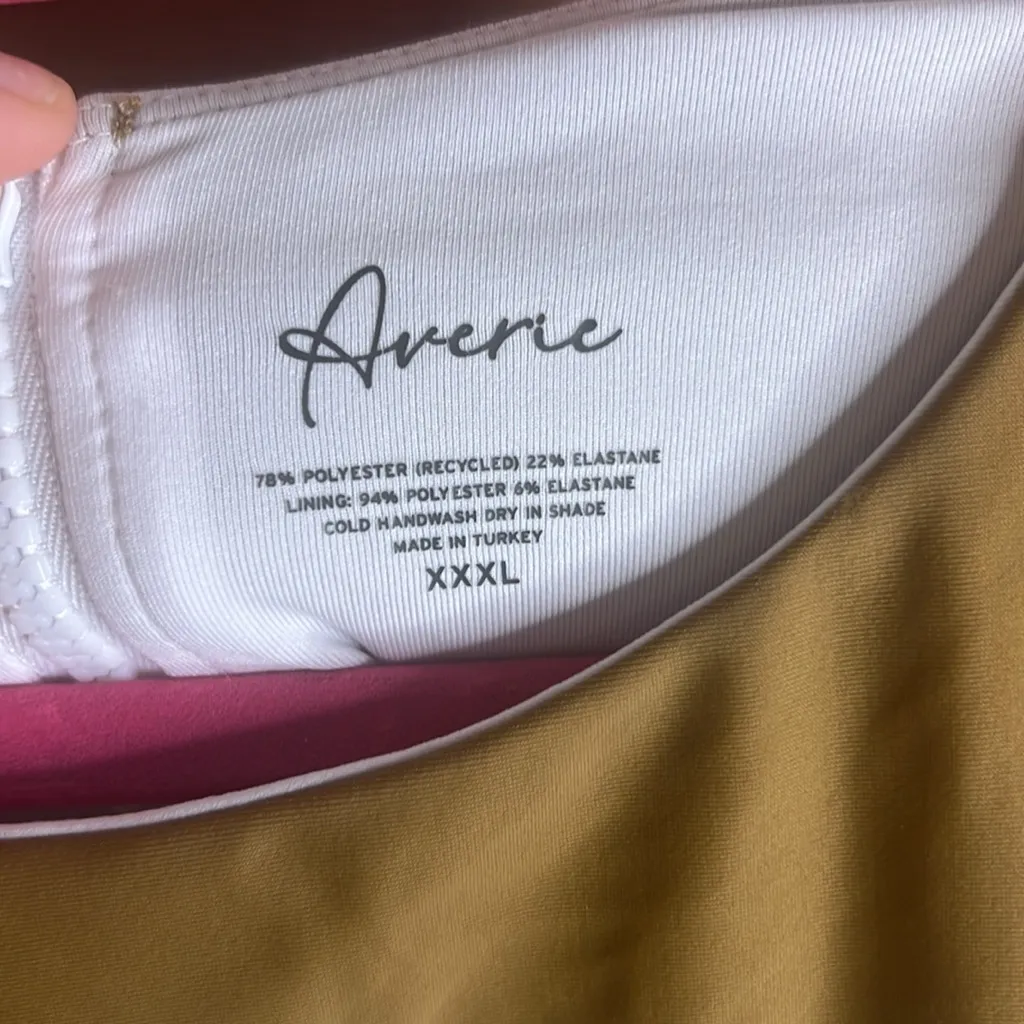 Averie
78% POLYESTER (RECYCLED) 22% ELASTANE
LINING: 94% POLYESTER 6% ELASTANE
COLD HANDWASH DRY IN SHADE
MADE IN TURKEY
XXXL